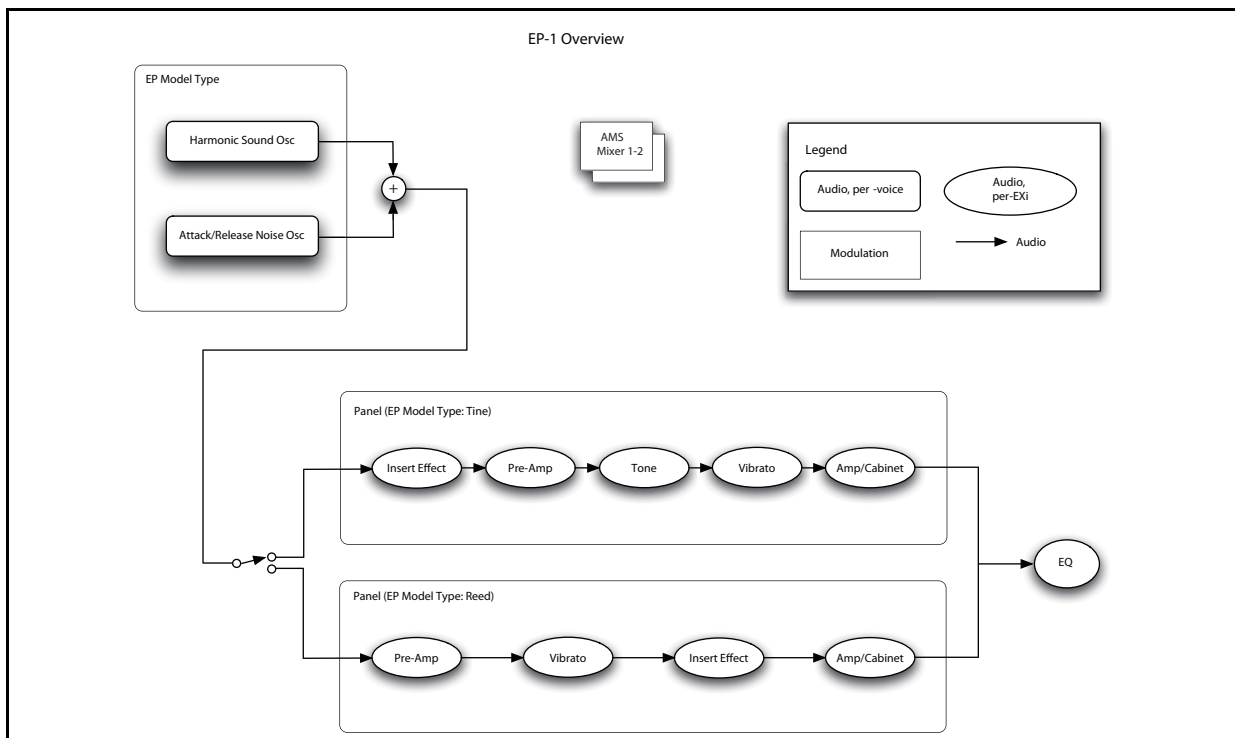 EP-1 Overview
EP Model Type
Harmonic Sound Osc
+
Attack/Release Noise Osc
AMS
Mixer 1-2
Legend
Audio, per -voice
Audio,
per-EXi
Modulation
Audio
Panel (EP Model Type: Tine)
Insert Effect
Pre-Amp
Tone
Vibrato
Amp/Cabinet
EQ
Panel (EP Model Type: Reed)
Pre-Amp
Vibrato
Insert Effect
Amp/Cabinet